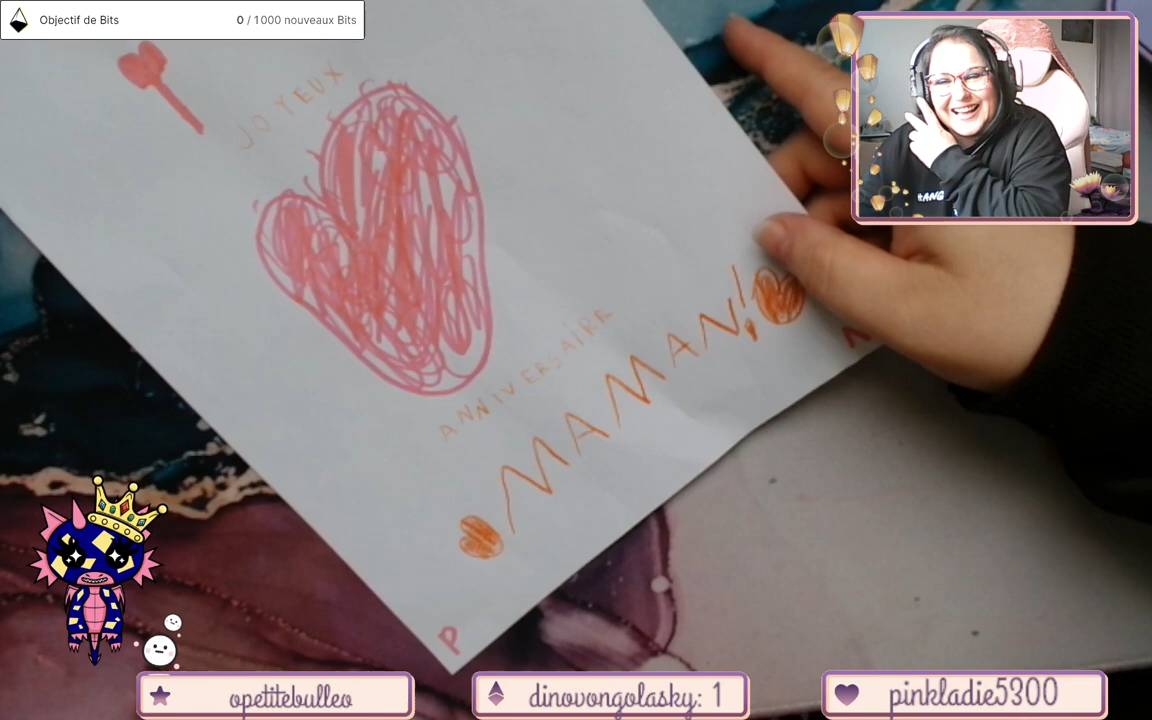 Objectif de Bits
0 / 1000 nouveaux Bits
JOYEUX
ANNIVERSAIRE
MAMAN!
P
opetitebulleo
dinovongolasky: 1
pinkladie5300